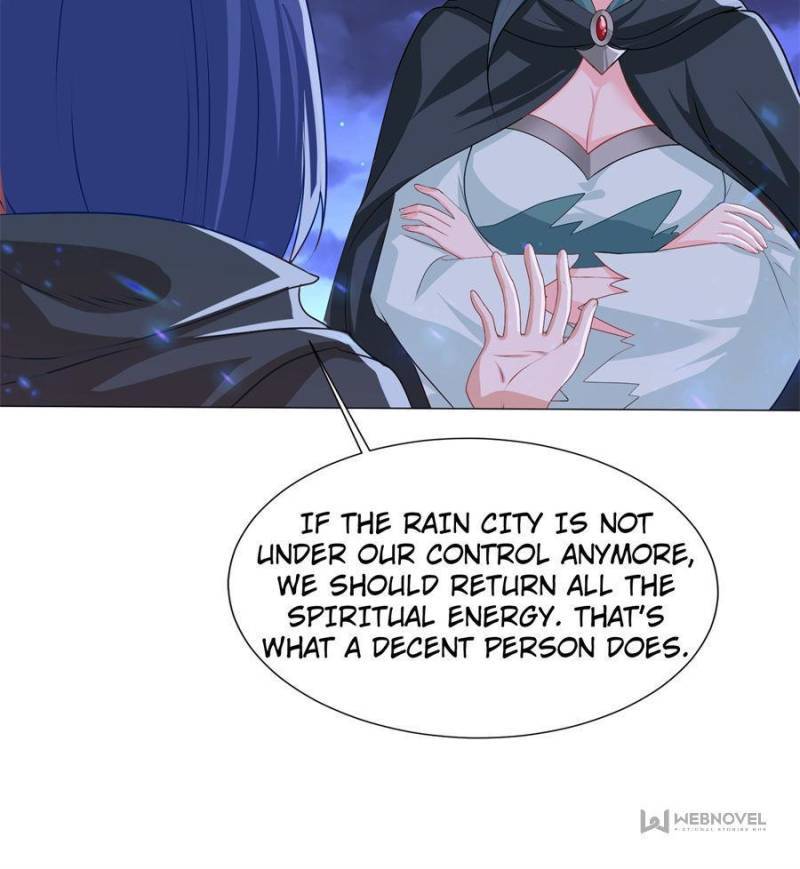 IF THE RAIN CITY IS NOT
UNDER OUR CONTROL ANYMORE,
WE SHOULD RETURN ALL THE
SPIRITUAL ENERGY. THAT'S
WHAT A DECENT PERSON DOES.
WEBNOVEL